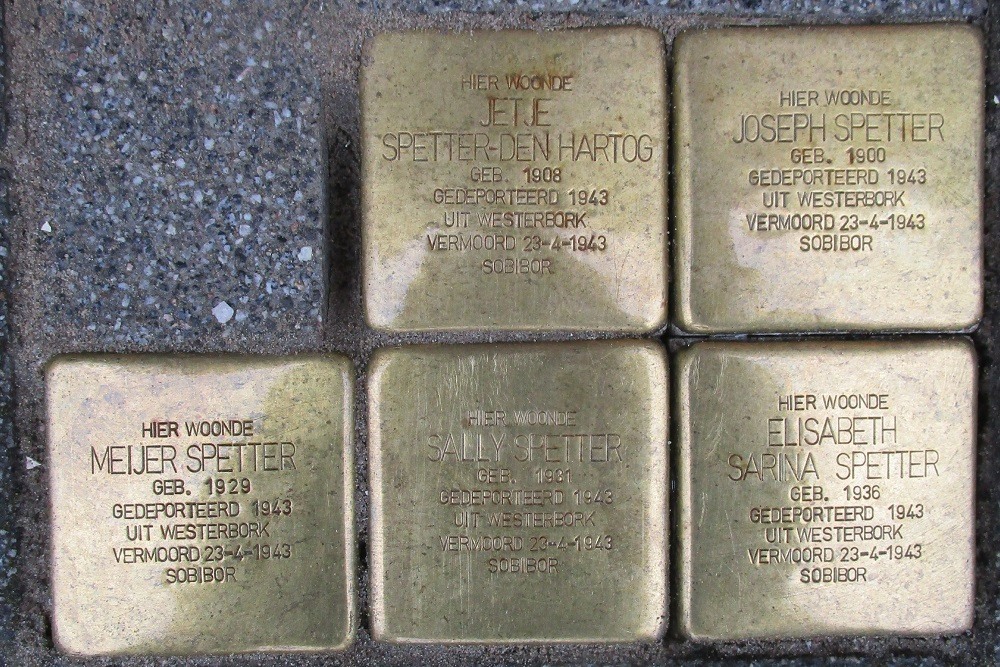 HIER WOONDE
JETJE
SPETTER-DEN HARTOG
GEB. 1908
GEDEPORTEERD 1943
UIT WESTERBORK
VERMOORD 23-4-1943
SOBIBOR
HIER WOONDE
JOSEPH SPETTER
GEB. 1900
GEDEPORTEERD 1943
UIT WESTERBORK
VERMOORD 23-4-1943
SOBIBOR
HIER WOONDE
MEIJER SPETTER
GEB. 1929
GEDEPORTEERD 1943
UIT WESTERBORK
VERMOORD 23-4-1943
SOBIBOR
HIER WOONDE
SALLY SPETTER
GEB. 1931
GEDEPORTEERD 1943
UIT WESTERBORK
VERMOORD 23-4-1943
SOBIBOR
HIER WOONDE
ELISABETH
SARINA SPETTER
GEB. 1936
GEDEPORTEERD 1943
UIT WESTERBORK
VERMOORD 23-4-1943
SOBIBOR